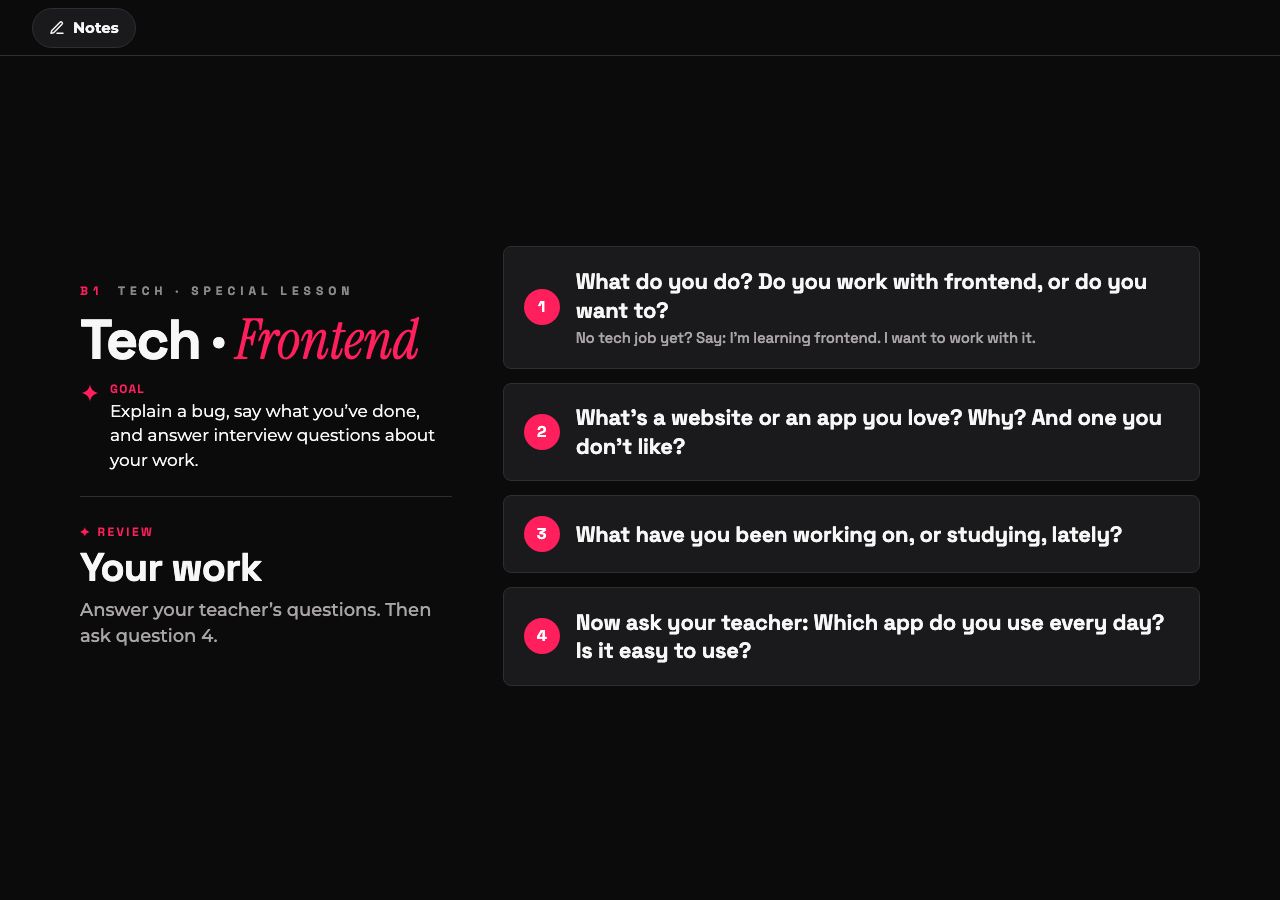 Notes
B1 TECH · SPECIAL LESSON
Tech · Frontend
GOAL
Explain a bug, say what you’ve done,
and answer interview questions about
your work.
REVIEW
Your work
Answer your teacher’s questions. Then
ask question 4.
1
What do you do? Do you work with frontend, or do you
want to?
No tech job yet? Say: I’m learning frontend. I want to work with it.
2
What’s a website or an app you love? Why? And one you
don’t like?
3
What have you been working on, or studying, lately?
4
Now ask your teacher: Which app do you use every day?
Is it easy to use?